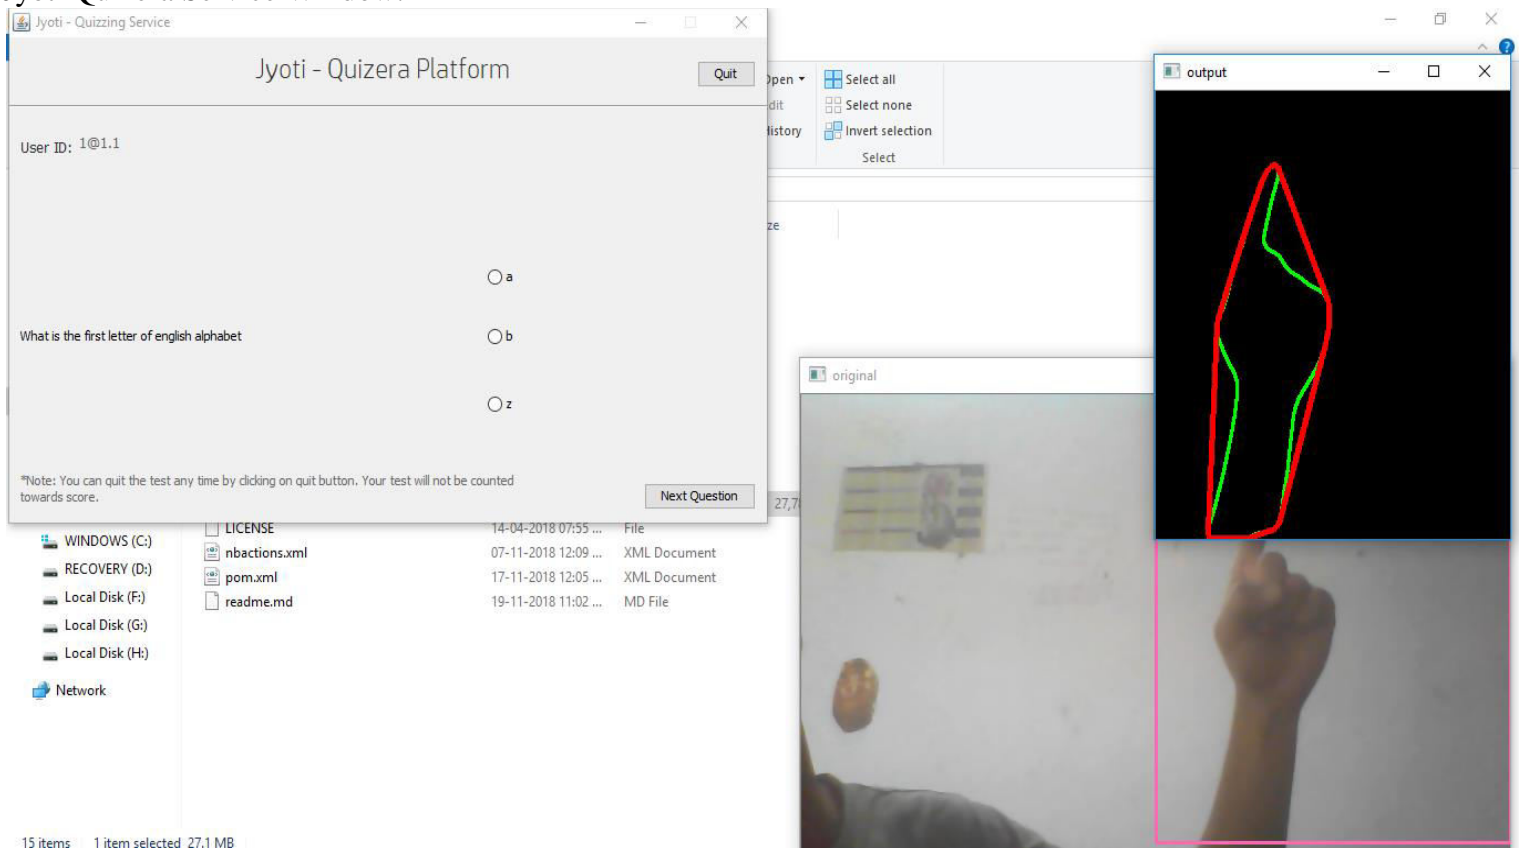 Jyoti - Quizzing Service
Jyoti - Quizera Platform
Quit
User ID: 1@1.1
a
What is the first letter of english alphabet
b
z
*Note: You can quit the test any time by clicking on quit button. Your test will not be counted
towards score.
Next Question
Select all
Select none
History
Invert selection
Select
output
original
LICENSE 14-04-2018 07:55 ... File
WINDOWS (C:)
nbactions.xml 07-11-2018 12:09 ... XML Document
RECOVERY (D:)
pom.xml 17-11-2018 12:05 ... XML Document
Local Disk (F:)
readme.md 19-11-2018 11:02 ... MD File
Local Disk (G:)
Local Disk (H:)
Network
15 items 1 item selected 27.1 MB